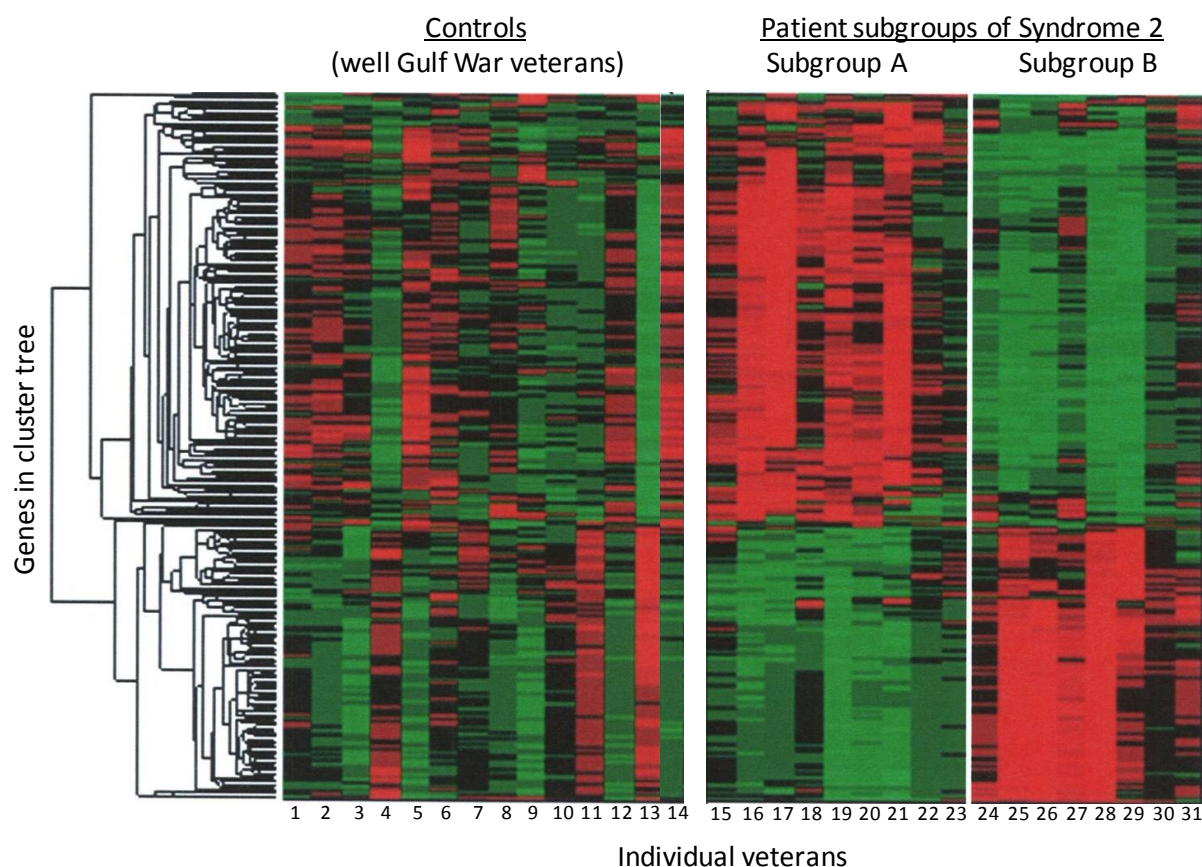 Controls
(well Gulf War veterans)
Patient subgroups of Syndrome 2
Subgroup A
Subgroup B
Genes in cluster tree
1 2 3 4 5 6 7 8 9 10 11 12 13 14 15 16 17 18 19 20 21 22 23 24 25 26 27 28 29 30 31
Individual veterans